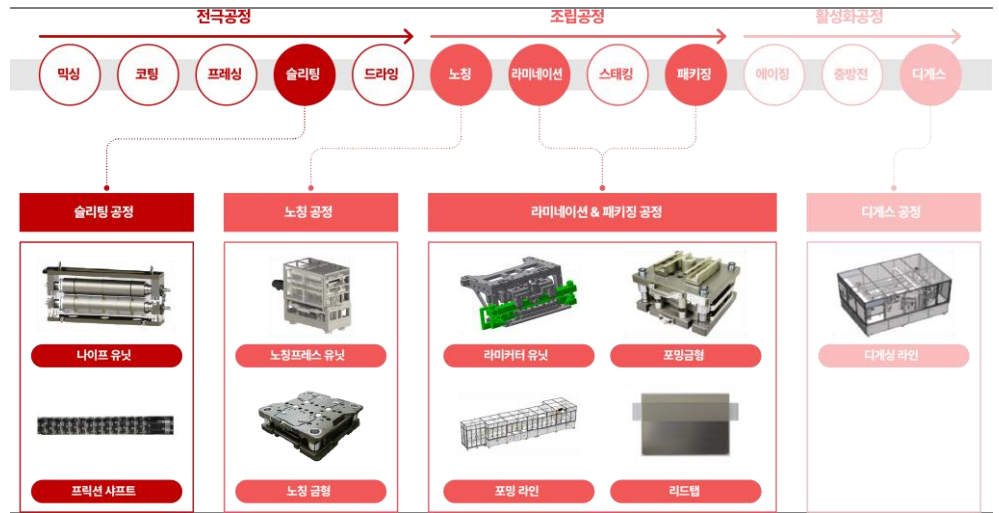 전극공정
조립공정
활성화공정
믹싱
코팅
프레싱
슬리팅
드라잉
노칭
라미네이션
스태킹
패키징
에이징
충방전
디게스
슬리팅 공정
노칭 공정
라미네이션 & 패키징 공정
디게스 공정
나이프 유닛
노칭프레스 유닛
라미커터 유닛
포밍금형
디게싱 라인
프릭션 샤프트
노칭 금형
포밍 라인
리드탭